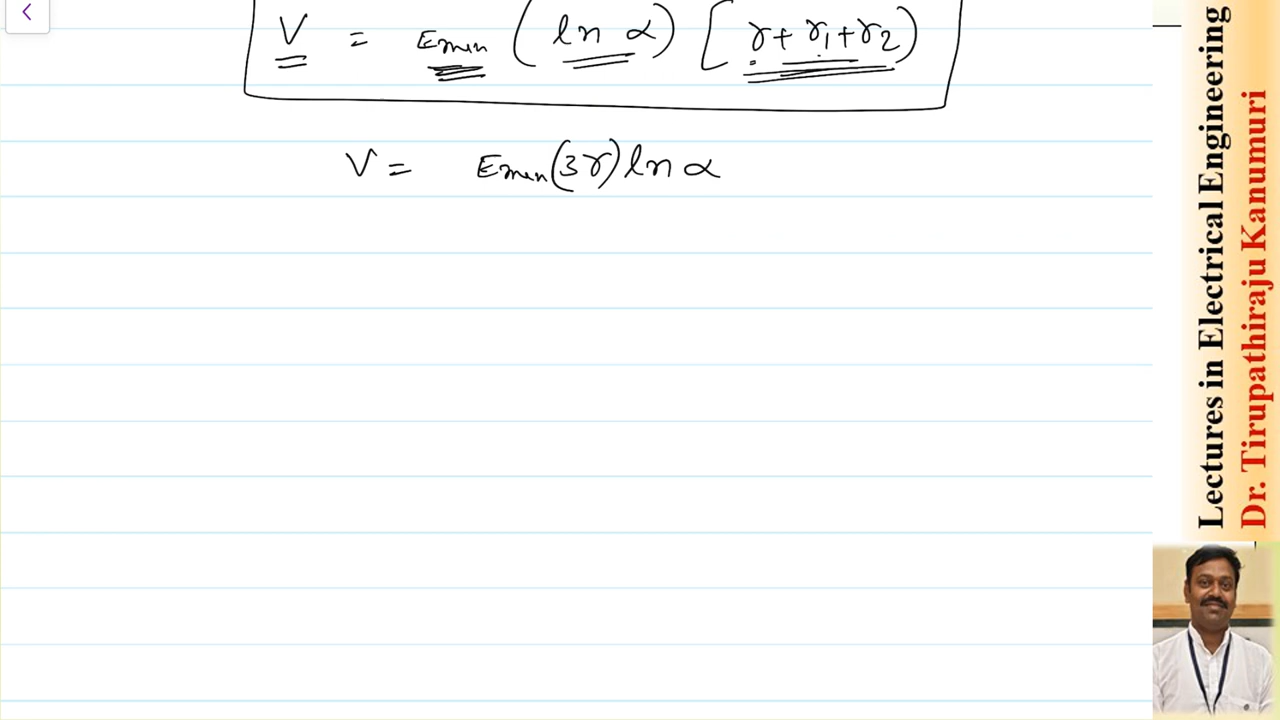 V = Emin (ln α) [r + r1 + r2)
V = Emin (3r) ln α
Lectures in Electrical Engineering
Dr. Tirupathiraju Kanumuri